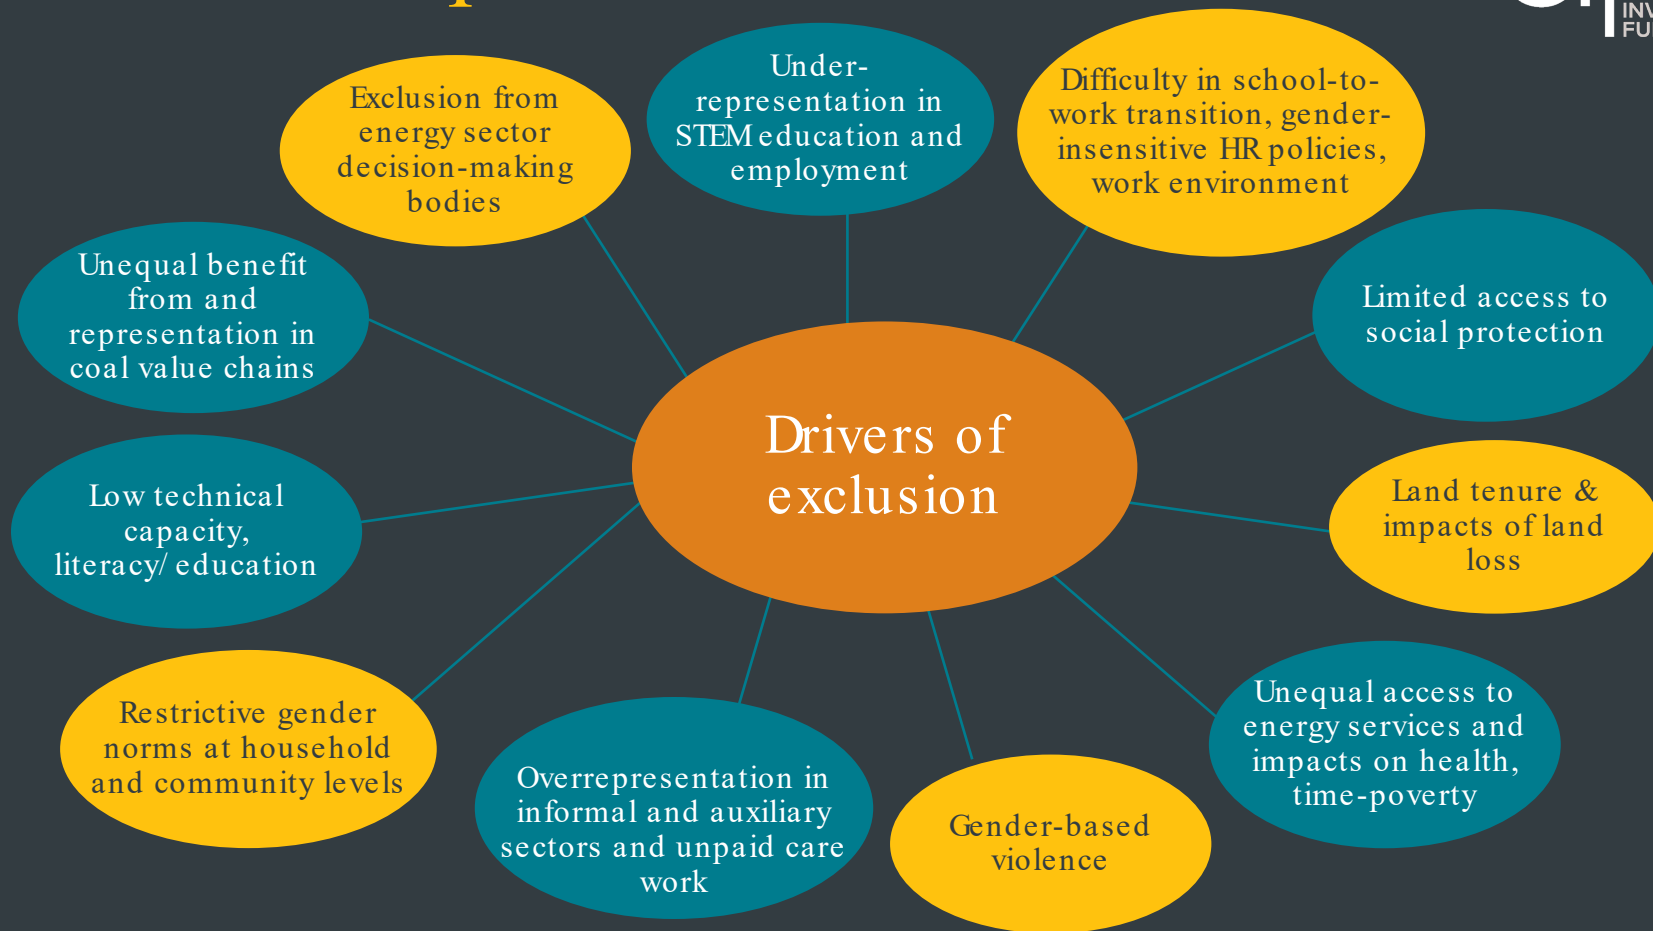 INV
FU
Exclusion from
energy sector
decision-making
bodies
Under-
representation in
STEM education and
employment
Difficulty in school-to-
work transition, gender-
insensitive HR policies,
work environment
Unequal benefit
from and
representation in
coal value chains
Limited access to
social protection
Drivers of
exclusion
Low technical
capacity,
literacy/ education
Land tenure &
impacts of land
loss
Restrictive gender
norms at household
and community levels
Overrepresentation in
informal and auxiliary
sectors and unpaid care
work
Gender-based
violence
Unequal access to
energy services and
impacts on health,
time-poverty